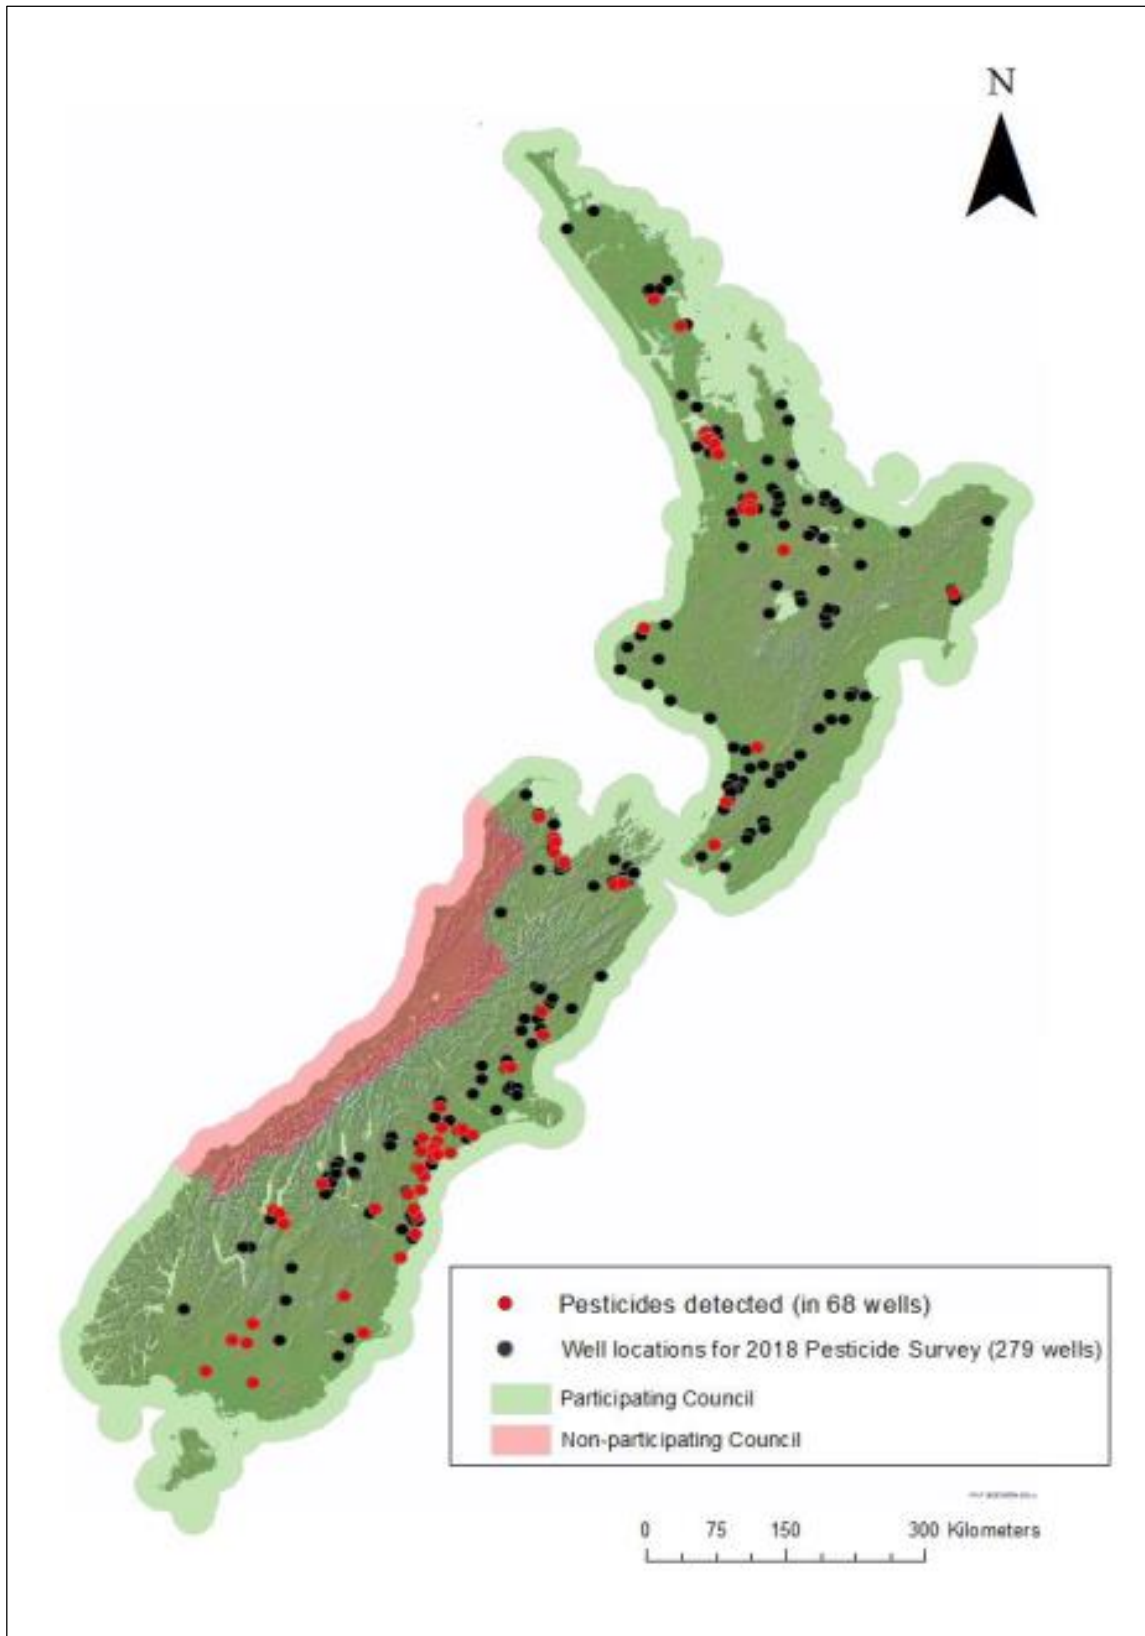 N
Pesticides detected (in 68 wells)
Well locations for 2018 Pesticide Survey (279 wells)
Participating Council
Non-participating Council
0 75 150 300 Kilometers